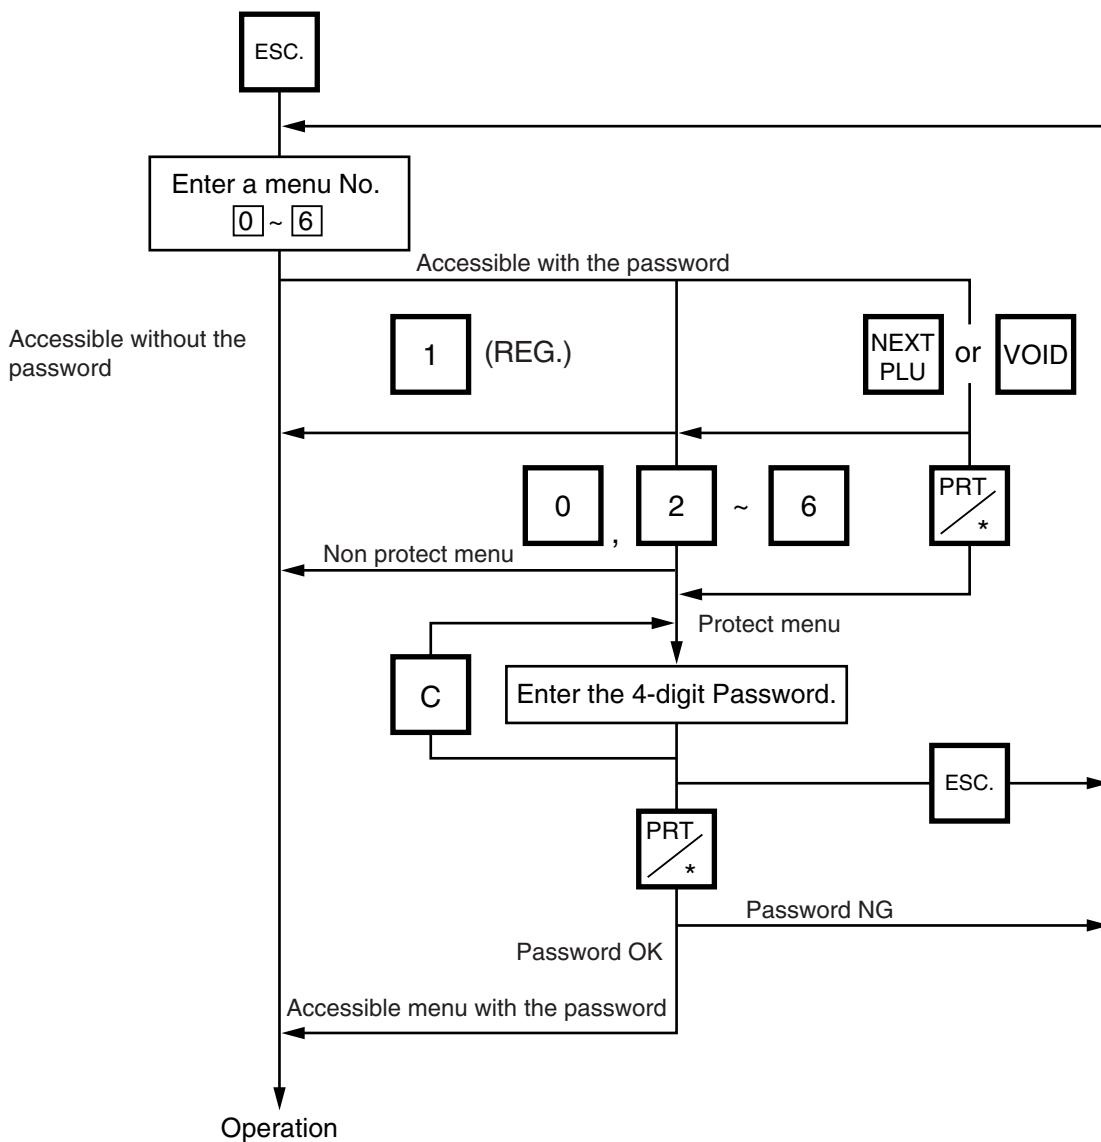 ESC.
Enter a menu No.
0 ~ 6
Accessible with the password
Accessible without the
password
1 (REG.)
NEXT
PLU
or
VOID
0 , 2 ~ 6
PRT
*
Non protect menu
Protect menu
C
Enter the 4-digit Password.
ESC.
PRT
*
Password NG
Password OK
Accessible menu with the password
Operation